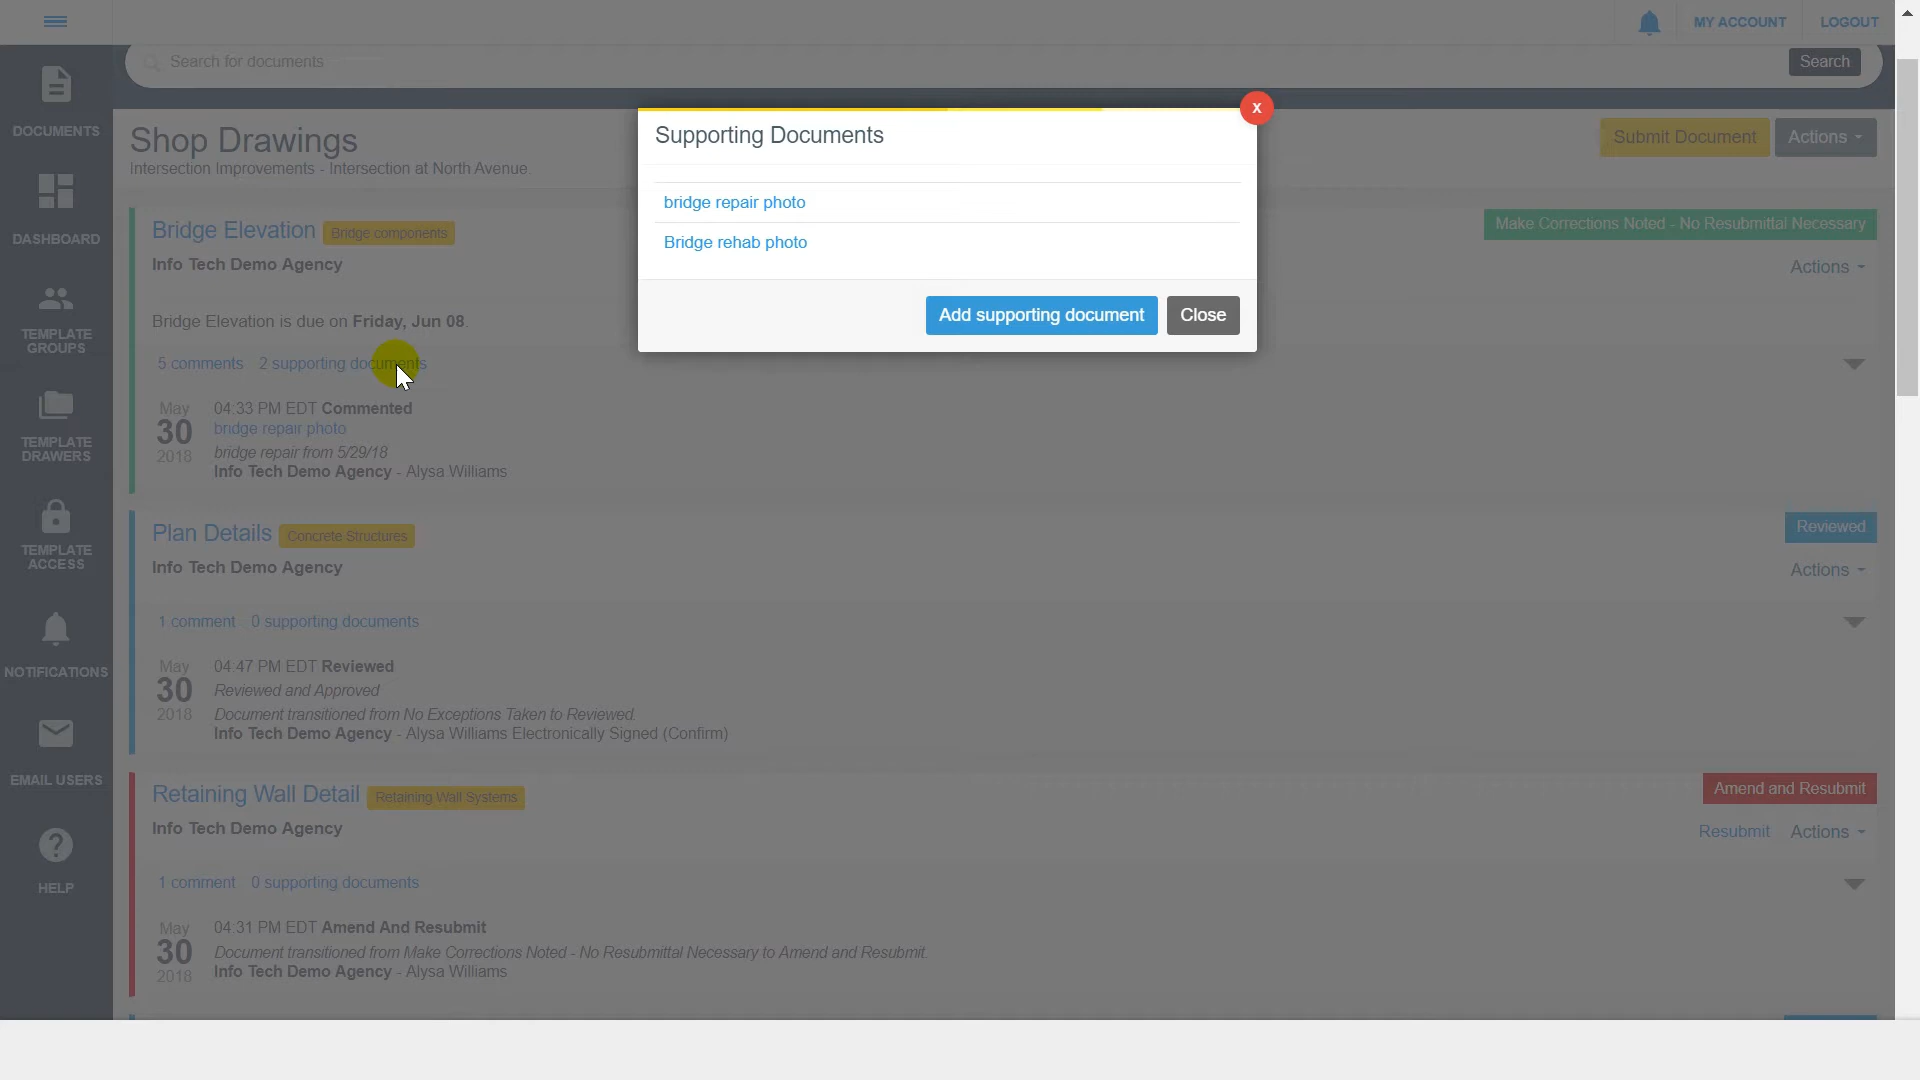 MY ACCOUNT
LOGOUT
Search for documents
Search
DOCUMENTS
DASHBOARD
TEMPLATE
GROUPS
TEMPLATE
DRAWERS
TEMPLATE
ACCESS
NOTIFICATIONS
EMAIL USERS
HELP
Shop Drawings
Intersection Improvements - Intersection at North Avenue.
Submit Document
Actions
Supporting Documents
x
bridge repair photo
Bridge rehab photo
Add supporting document
Close
Bridge Elevation Bridge components
Make Corrections Noted - No Resubmittal Necessary
Info Tech Demo Agency
Actions
Bridge Elevation is due on Friday, Jun 08.
5 comments 2 supporting documents
May 30 2018
04:33 PM EDT Commented
bridge repair photo
bridge repair from 5/29/18
Info Tech Demo Agency - Alysa Williams
Plan Details Concrete Structures
Reviewed
Info Tech Demo Agency
Actions
1 comment 0 supporting documents
May 30 2018
04:47 PM EDT Reviewed
Reviewed and Approved
Document transitioned from No Exceptions Taken to Reviewed.
Info Tech Demo Agency - Alysa Williams Electronically Signed (Confirm)
Retaining Wall Detail Retaining Wall Systems
Amend and Resubmit
Info Tech Demo Agency
Resubmit Actions
1 comment 0 supporting documents
May 30 2018
04:31 PM EDT Amend And Resubmit
Document transitioned from Make Corrections Noted - No Resubmittal Necessary to Amend and Resubmit.
Info Tech Demo Agency - Alysa Williams